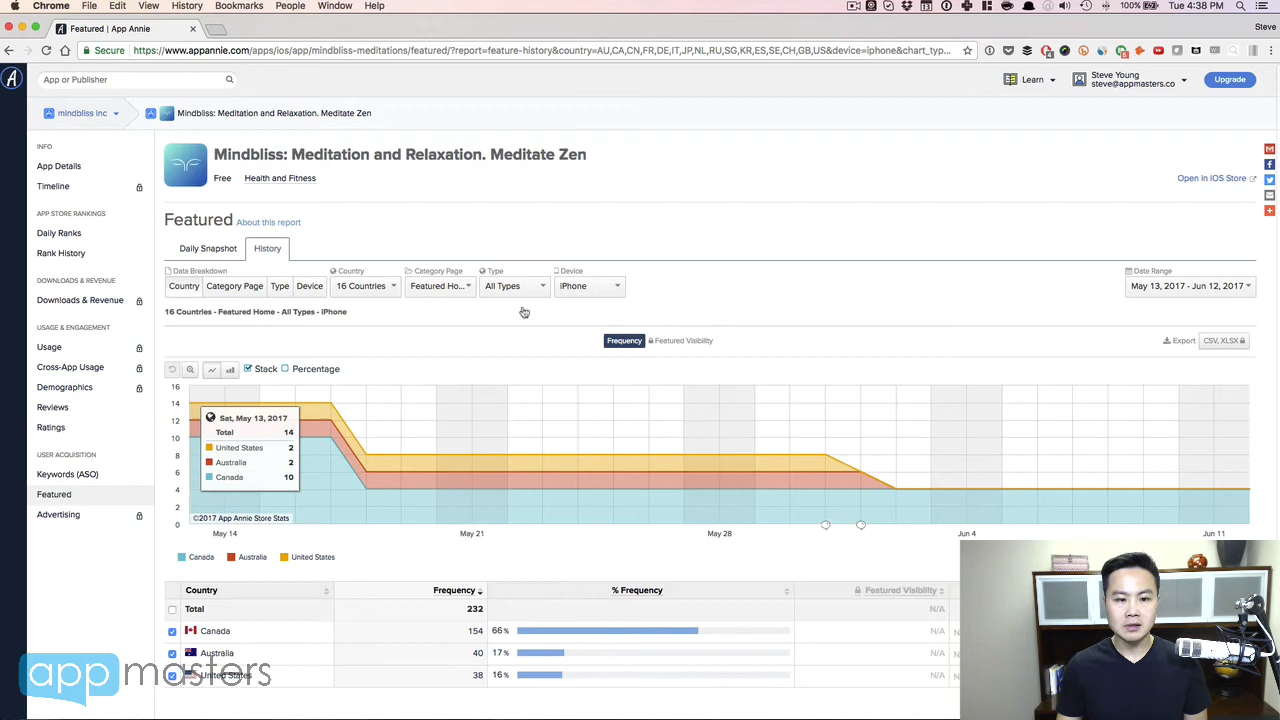 Chrome File Edit View History Bookmarks People Window Help 100% Tue 4:38 PM
Featured | App Annie Steve
Secure https://www.appannie.com/apps/ios/app/mindbliss-meditations/featured/?report=feature-history&country=AU,CA,CN,FR,DE,IT,JP,NL,RU,SG,KR,ES,SE,CH,GB,US&device=iphone&chart_typ...
App or Publisher Learn Steve Young Upgrade
steve@appmasters.co
mindbliss inc Mindbliss: Meditation and Relaxation. Meditate Zen
INFO
App Details
Timeline
APP STORE RANKINGS
Daily Ranks
Rank History
DOWNLOADS & REVENUE
Downloads & Revenue
USAGE & ENGAGEMENT
Usage
Cross-App Usage
Demographics
Reviews
Ratings
USER ACQUISITION
Keywords (ASO)
Featured
Advertising
Mindbliss: Meditation and Relaxation. Meditate Zen
Free Health and Fitness Open in iOS Store
Featured About this report
Daily Snapshot History
Data Breakdown Country Category Page Type Device Date Range
Country Category Page Type Device 16 Countries Featured Ho... All Types iPhone May 13, 2017 - Jun 12, 2017
16 Countries - Featured Home - All Types - iPhone
Frequency Featured Visibility Export CSV, XLSX
Stack Percentage
16
14
12
10
8
6
4
2
0
Sat, May 13, 2017
Total 14
United States 2
Australia 2
Canada 10
©2017 App Annie Store Stats
May 14 May 21 May 28 Jun 4 Jun 11
Canada Australia United States
Country Frequency % Frequency Featured Visibility
Total 232 N/A
Canada 154 66% N/A
Australia 40 17% N/A
United States 38 16% N/A
app masters